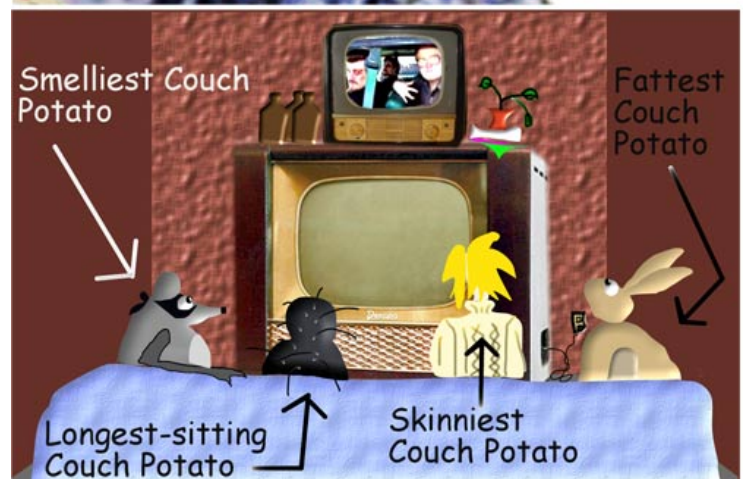 Smelliest Couch
Potato
Fattest
Couch
Potato
Longest-sitting
Couch Potato
Skinniest
Couch Potato